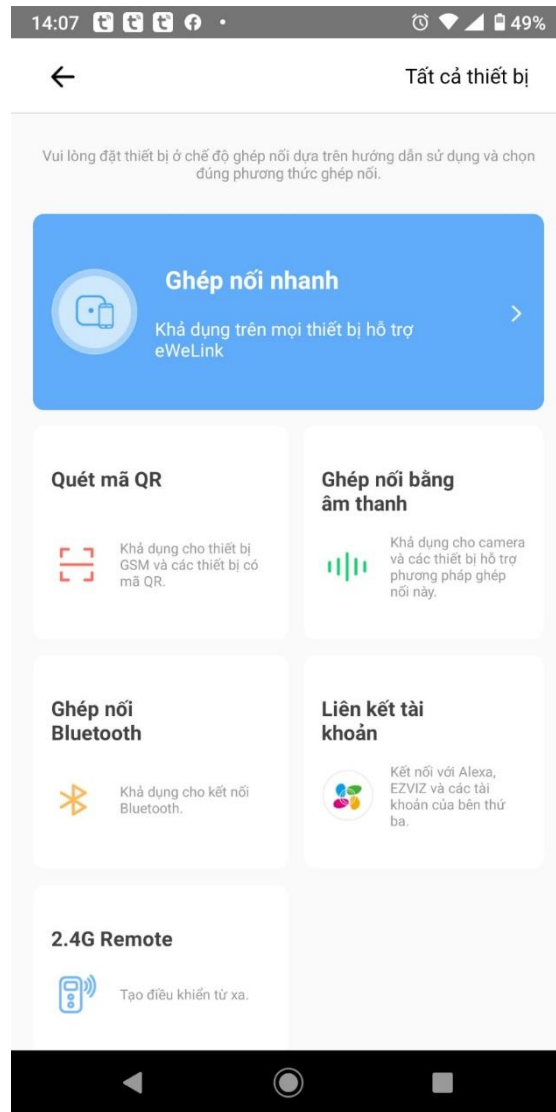 14:07
49%
Tất cả thiết bị
Vui lòng đặt thiết bị ở chế độ ghép nối dựa trên hướng dẫn sử dụng và chọn
đúng phương thức ghép nối.
Ghép nối nhanh
Khả dụng trên mọi thiết bị hỗ trợ
eWeLink
Quét mã QR
Khả dụng cho thiết bị
GSM và các thiết bị có
mã QR.
Ghép nối bằng
âm thanh
Khả dụng cho camera
và các thiết bị hỗ trợ
phương pháp ghép
nối này.
Ghép nối
Bluetooth
Khả dụng cho kết nối
Bluetooth.
Liên kết tài
khoản
Kết nối với Alexa,
EZVIZ và các tài
khoản của bên thứ
ba.
2.4G Remote
Tạo điều khiển từ xa.